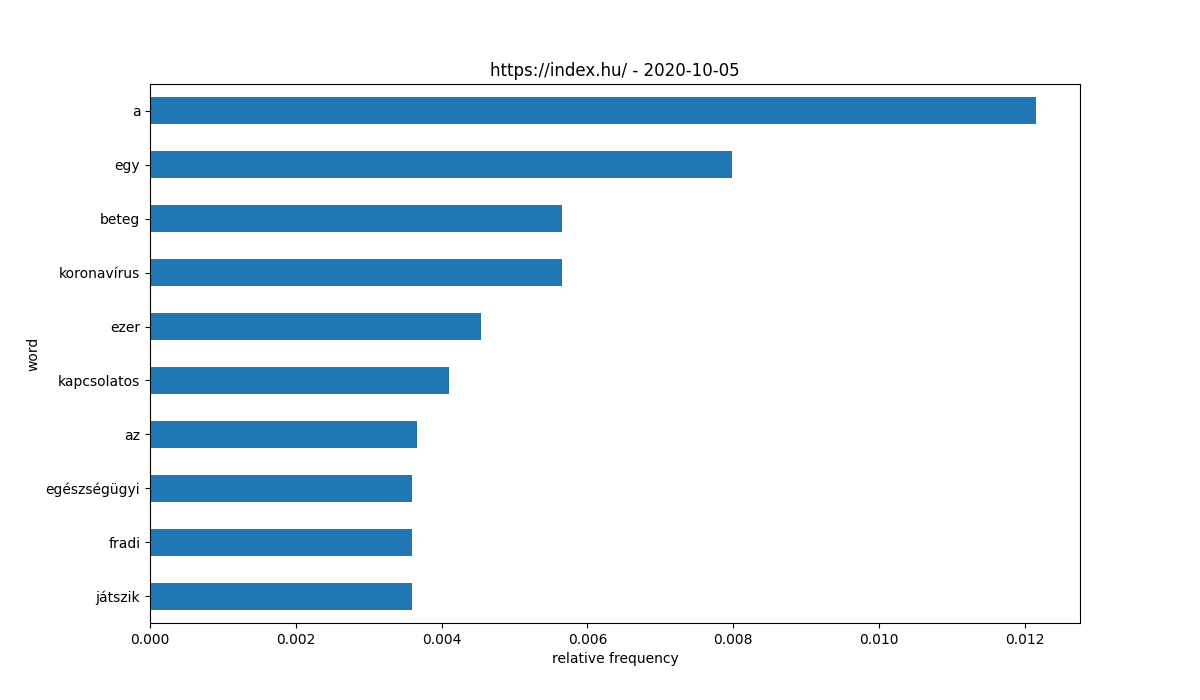 https://index.hu/ - 2020-10-05
a
egy
beteg
koronavírus
ezer
kapcsolatos
az
egészségügyi
fradi
játszik
word
0.000 0.002 0.004 0.006 0.008 0.010 0.012
relative frequency